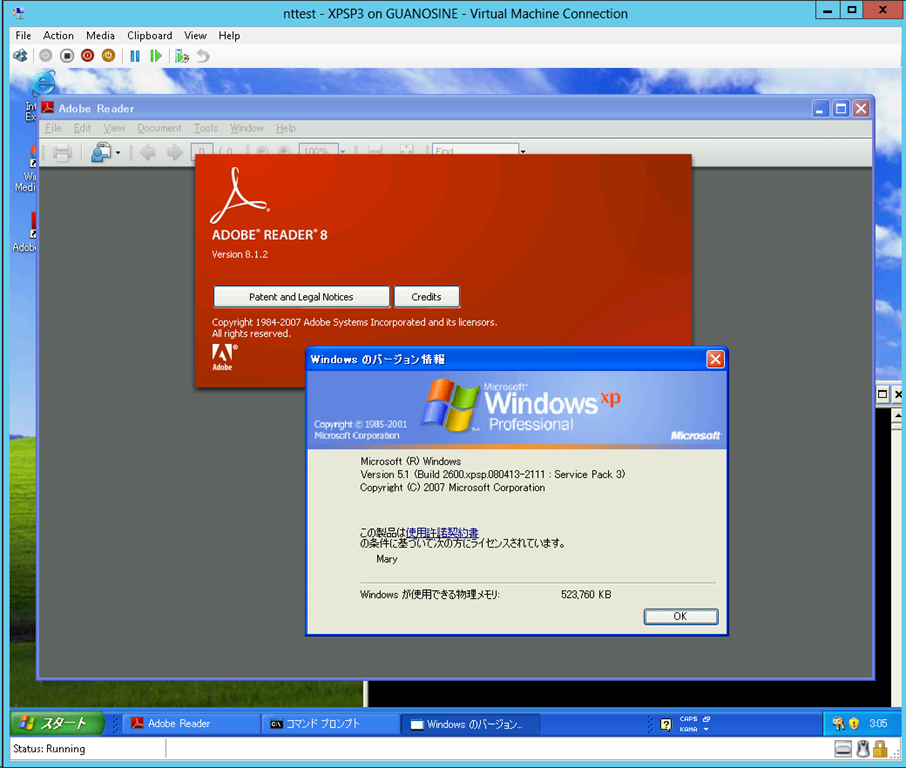 nttest - XPSP3 on GUANOSINE - Virtual Machine Connection
File Action Media Clipboard View Help
Adobe Reader
File Edit View Document Tools Window Help
0 / 0 100% Find
ADOBE® READER® 8
Version 8.1.2
Patent and Legal Notices Credits
Copyright 1984-2007 Adobe Systems Incorporated and its licensors.
All rights reserved.
Adobe
Windows のバージョン情報
Microsoft®
Windows xp
Professional
Copyright © 1985-2001
Microsoft Corporation
Microsoft
Microsoft (R) Windows
Version 5.1 (Build 2600.xpsp.080413-2111 : Service Pack 3)
Copyright (C) 2007 Microsoft Corporation
この製品は使用許諾契約書
の条件に基づいて次の方にライセンスされています。
Mary
Windows が使用できる物理メモリ: 523,760 KB
OK
スタート Adobe Reader コマンド プロンプト Windows のバージョン... CAPS KANA 3:05
Status: Running